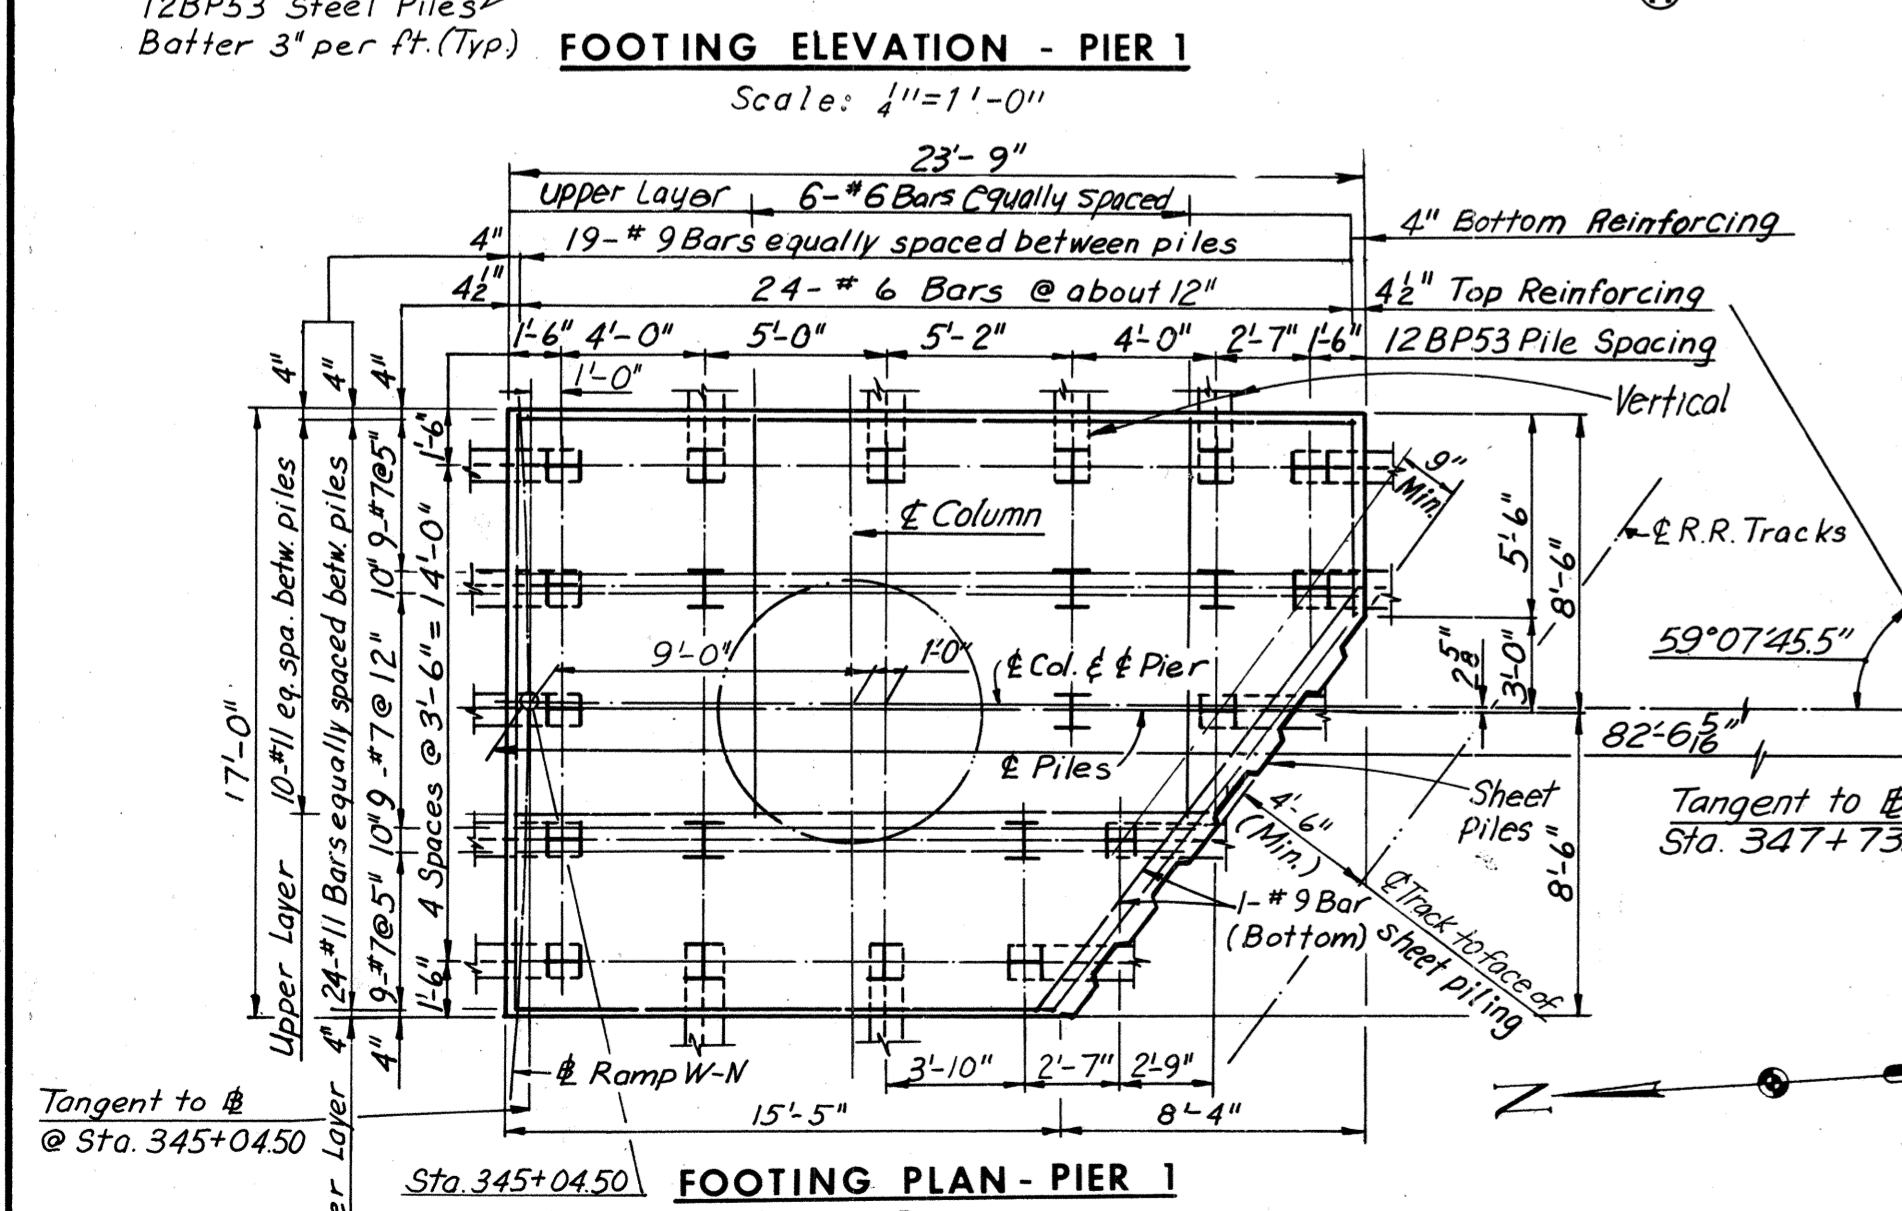 12BP53 Steel Piles
Batter 3" per ft. (Typ.)
FOOTING ELEVATION - PIER 1
Scale: 1/4"=1'-0"
23'-9"
Upper Layer
6-#6 Bars Equally spaced
4"
19-#9 Bars equally spaced between piles
4" Bottom Reinforcing
4½"
24-#6 Bars @ about 12"
4½" Top Reinforcing
1'-6"
4'-0"
5'-0"
5'-2"
4'-0"
2'-7"
1'-6"
12BP53 Pile Spacing
1'-0"
Vertical
4"
4"
4"
1'-6"
9"
(Min.
₵ Column
₵ R.R. Tracks
17'-0"
Upper Layer
10-#11 eq. spa. betw. piles
24-#11 Bars equally spaced betw. piles
9-#7@5"
10"
9-#7@12"
10"
9-#7@5"
4 Spaces @ 3'-6" = 14'-0"
1'-6"
4"
4"
5'-6"
8'-6"
3'-0"
2 5/8"
8'-6"
59°07'45.5"
9'-0"
1'-0"
₵ Col. & ₵ Pier
82'-6 5/16"
₵ Piles
Sheet
piles
Tangent to ⅊
Sta. 347+73
4'-6"
(Min.)
1-#9 Bar
(Bottom)
₵ Track to face of
sheet piling
3'-10"
2'-7"
2'-9"
⅊ Ramp W-N
15'-5"
8'-4"
N
Tangent to ⅊
@ Sta. 345+04.50
er Layer
Sta. 345+04.50
FOOTING PLAN - PIER 1